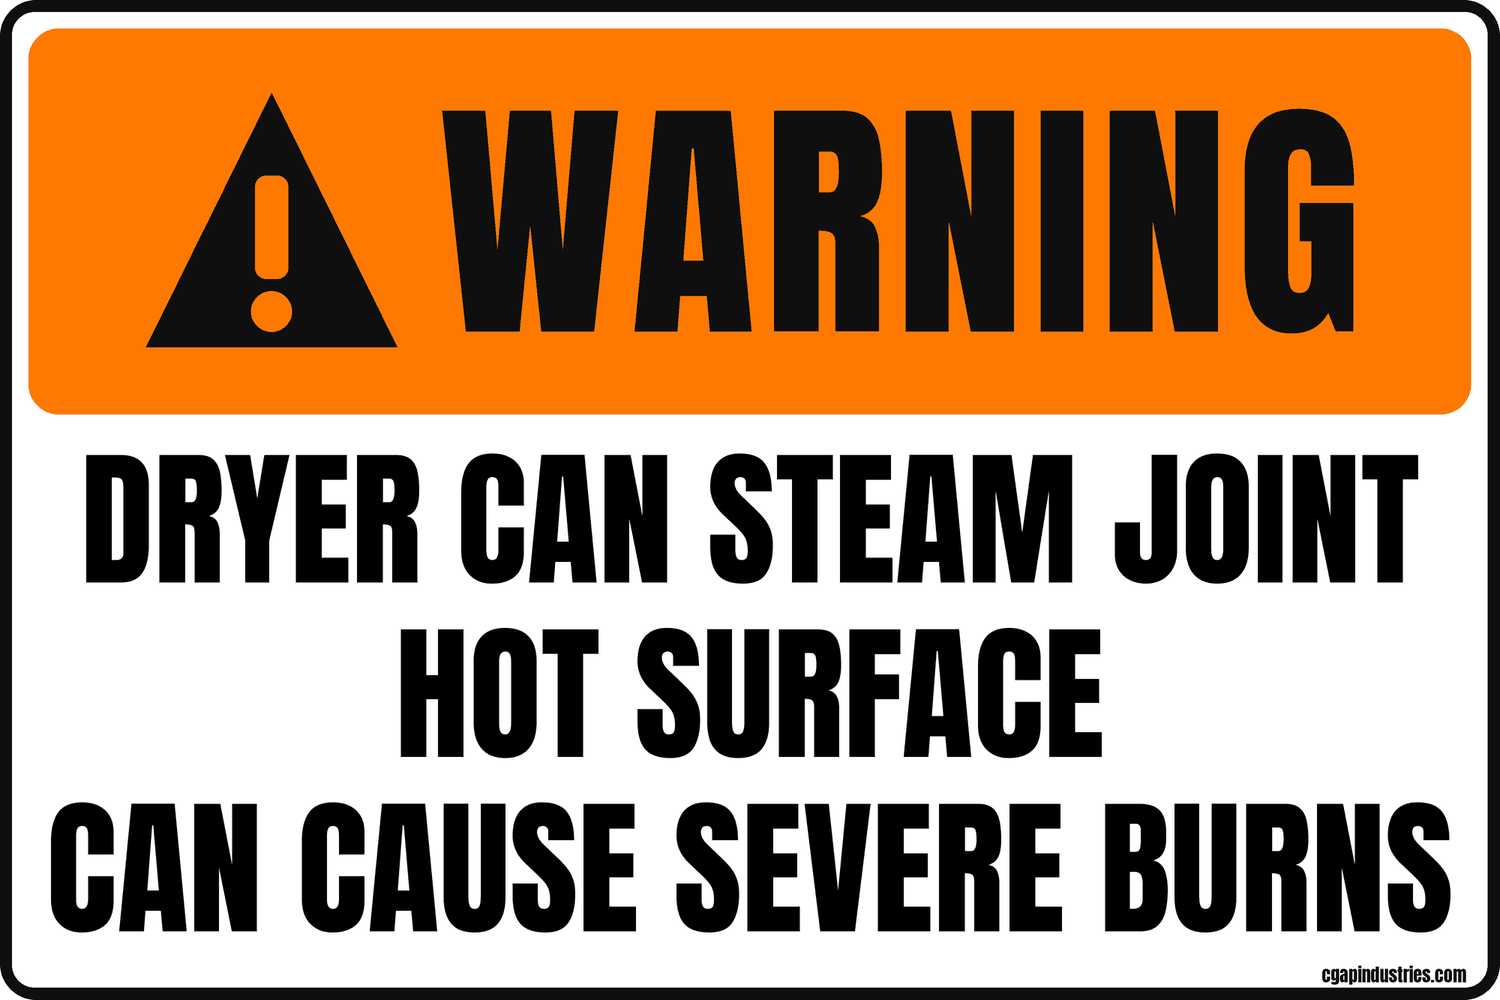 WARNING
DRYER CAN STEAM JOINT
HOT SURFACE
CAN CAUSE SEVERE BURNS
cgapindustries.com